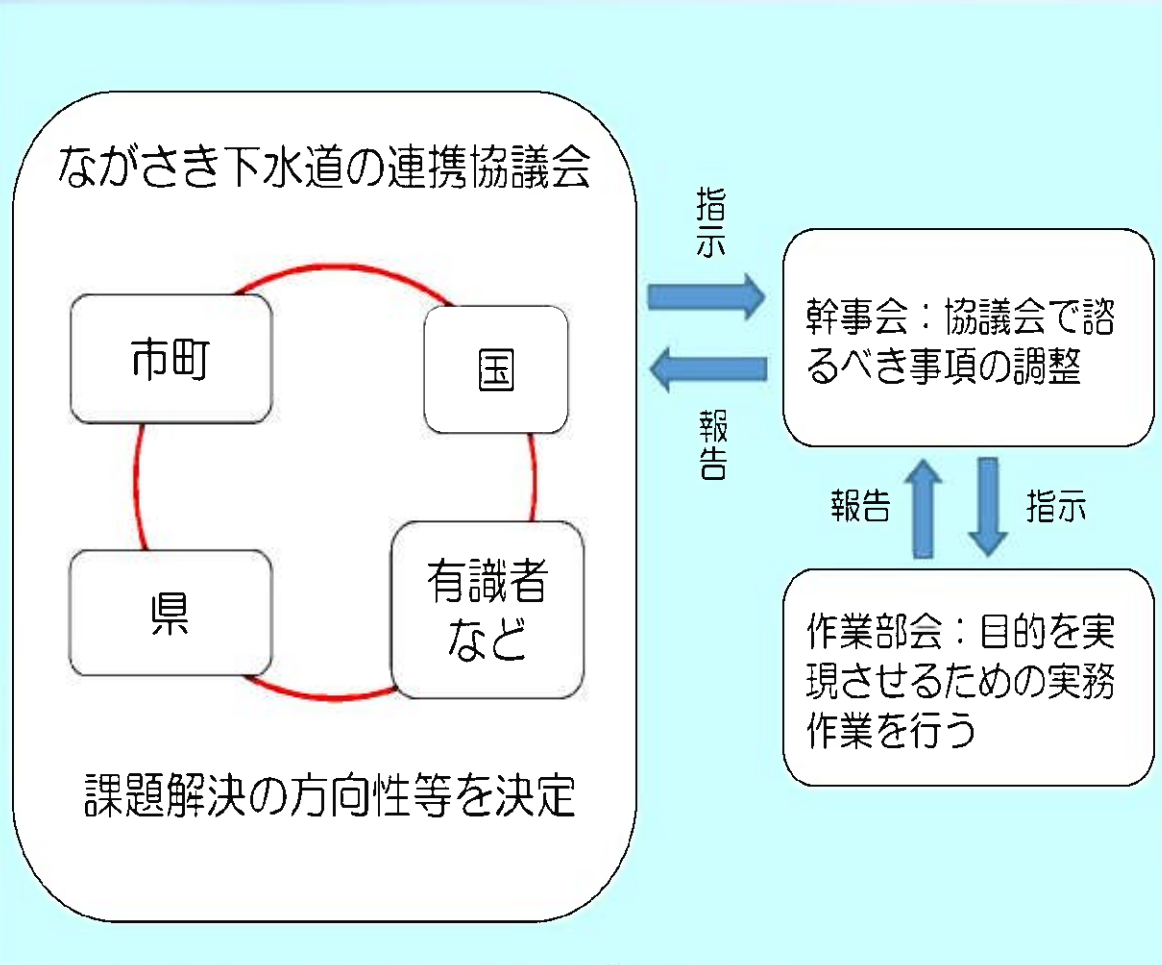 ながさき下水道の連携協議会
市町
国
県
有識者
など
課題解決の方向性等を決定
指示
報告
幹事会：協議会で諮
るべき事項の調整
報告
指示
作業部会：目的を実
現させるための実務
作業を行う